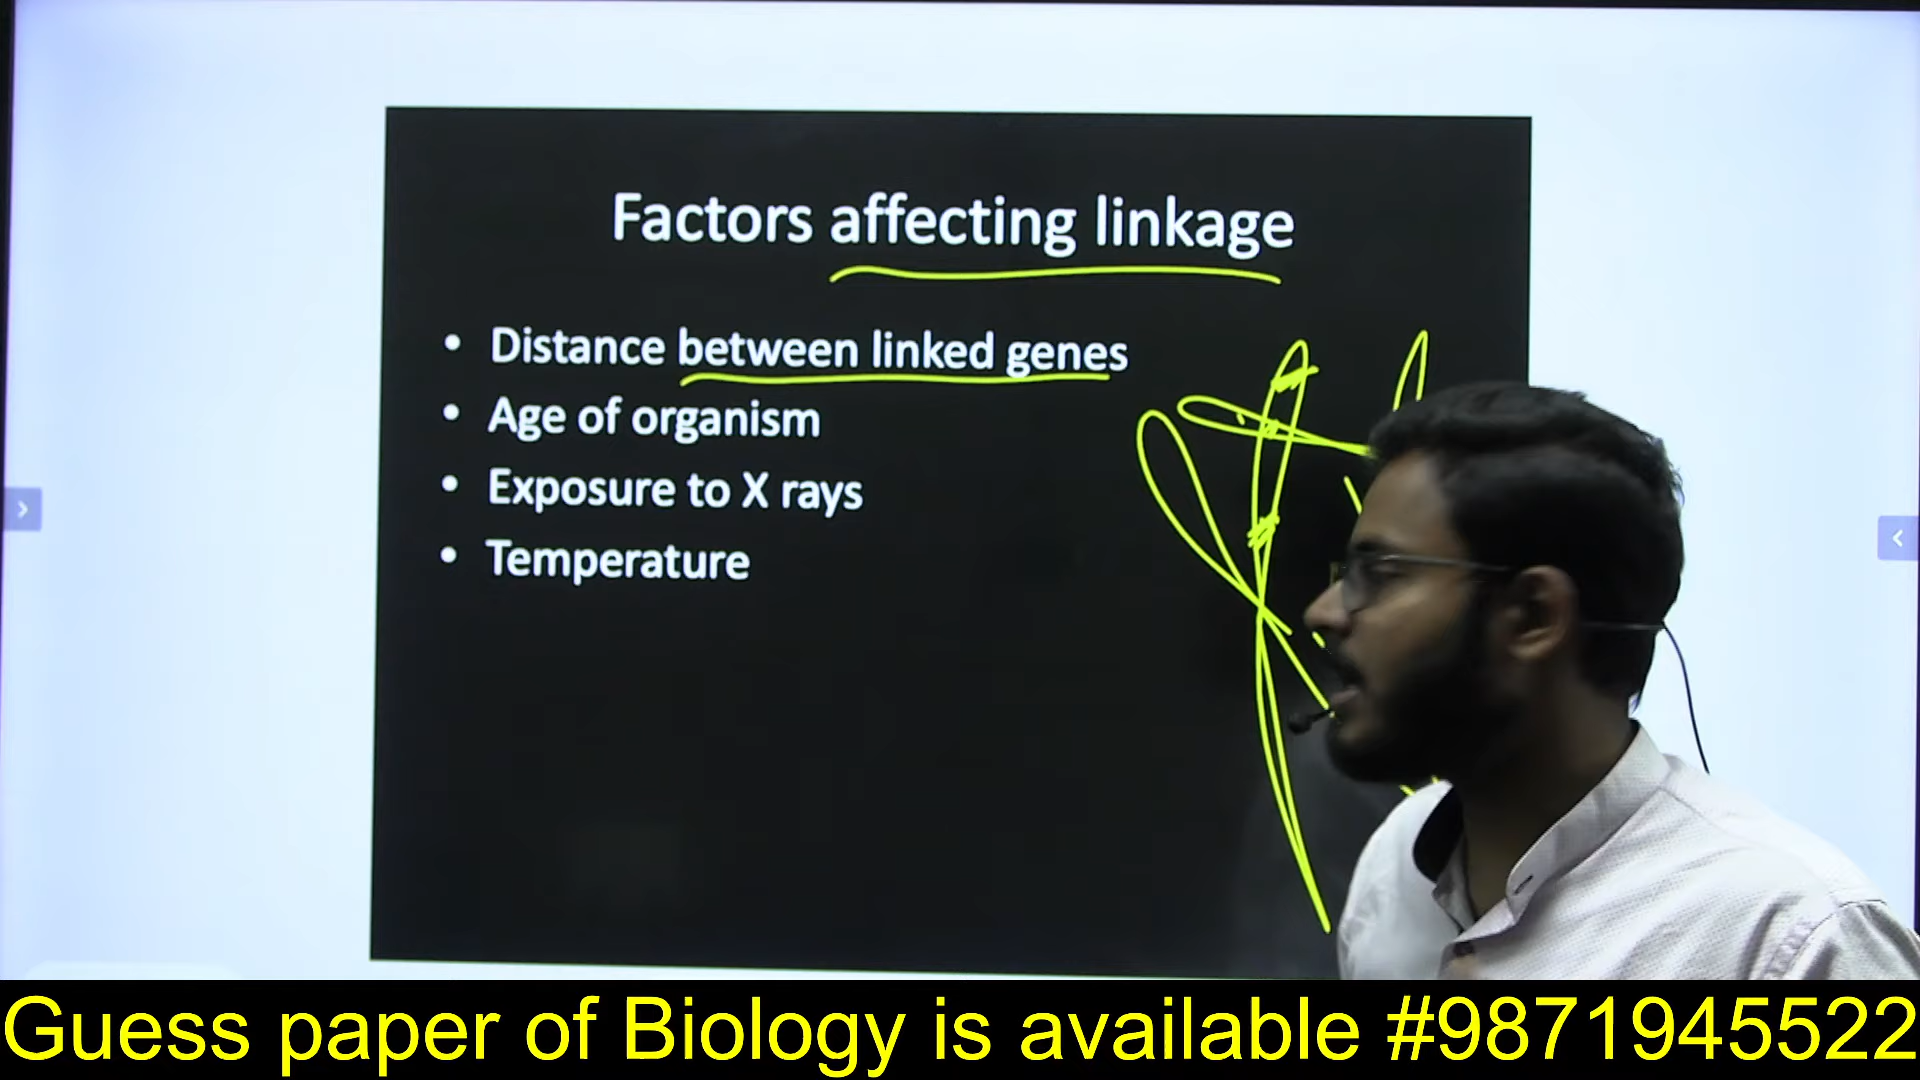 Factors affecting linkage
• Distance between linked genes
• Age of organism
• Exposure to X rays
• Temperature
Guess paper of Biology is available #9871945522